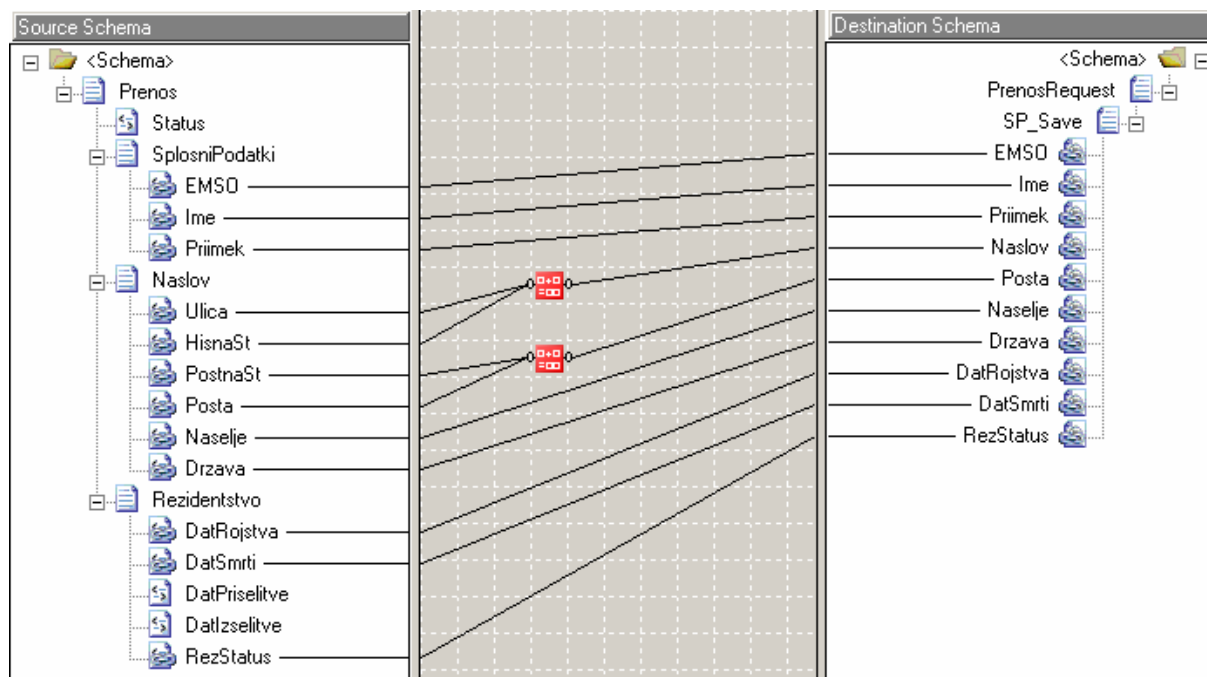 Source Schema
<Schema>
Prenos
Status
SplosniPodatki
EMSO
Ime
Priimek
Naslov
Ulica
HisnaSt
PostnaSt
Posta
Naselje
Drzava
Rezidentstvo
DatRojstva
DatSmrti
DatPriselitve
DatIzselitve
RezStatus
Destination Schema
<Schema>
PrenosRequest
SP_Save
EMSO
Ime
Priimek
Naslov
Posta
Naselje
Drzava
DatRojstva
DatSmrti
RezStatus